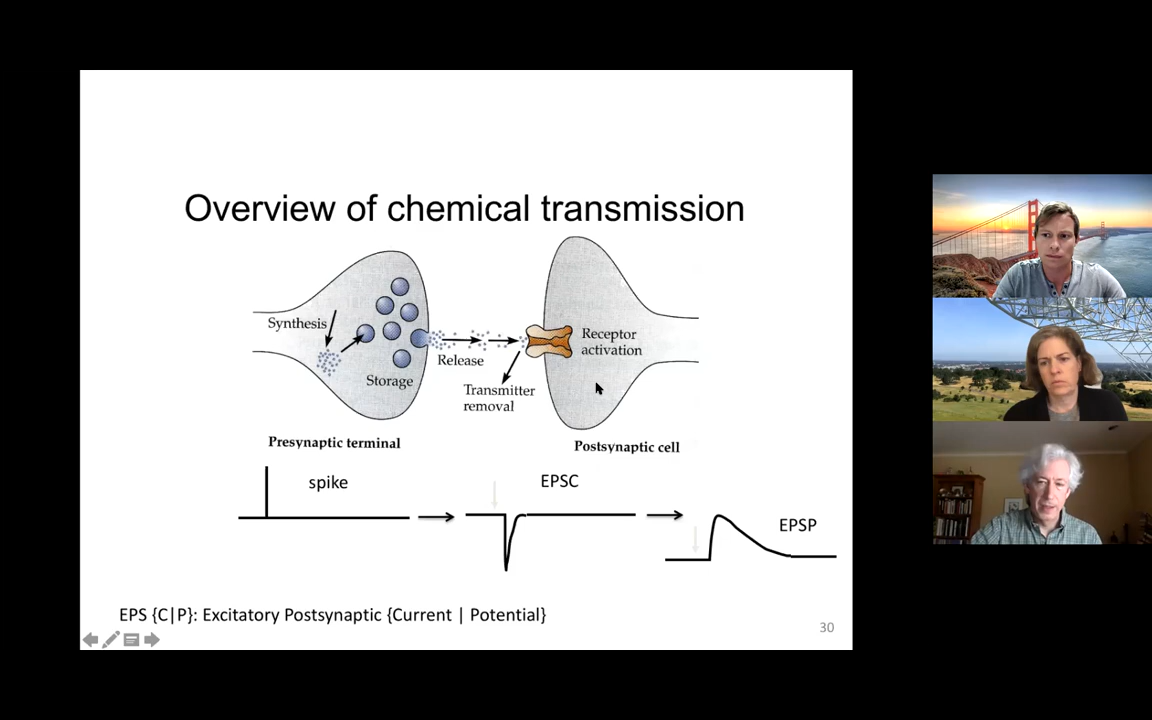 Overview of chemical transmission
Synthesis
Storage
Release
Transmitter
removal
Receptor
activation
Presynaptic terminal
Postsynaptic cell
spike
EPSC
EPSP
EPS {C|P}: Excitatory Postsynaptic {Current | Potential}
30